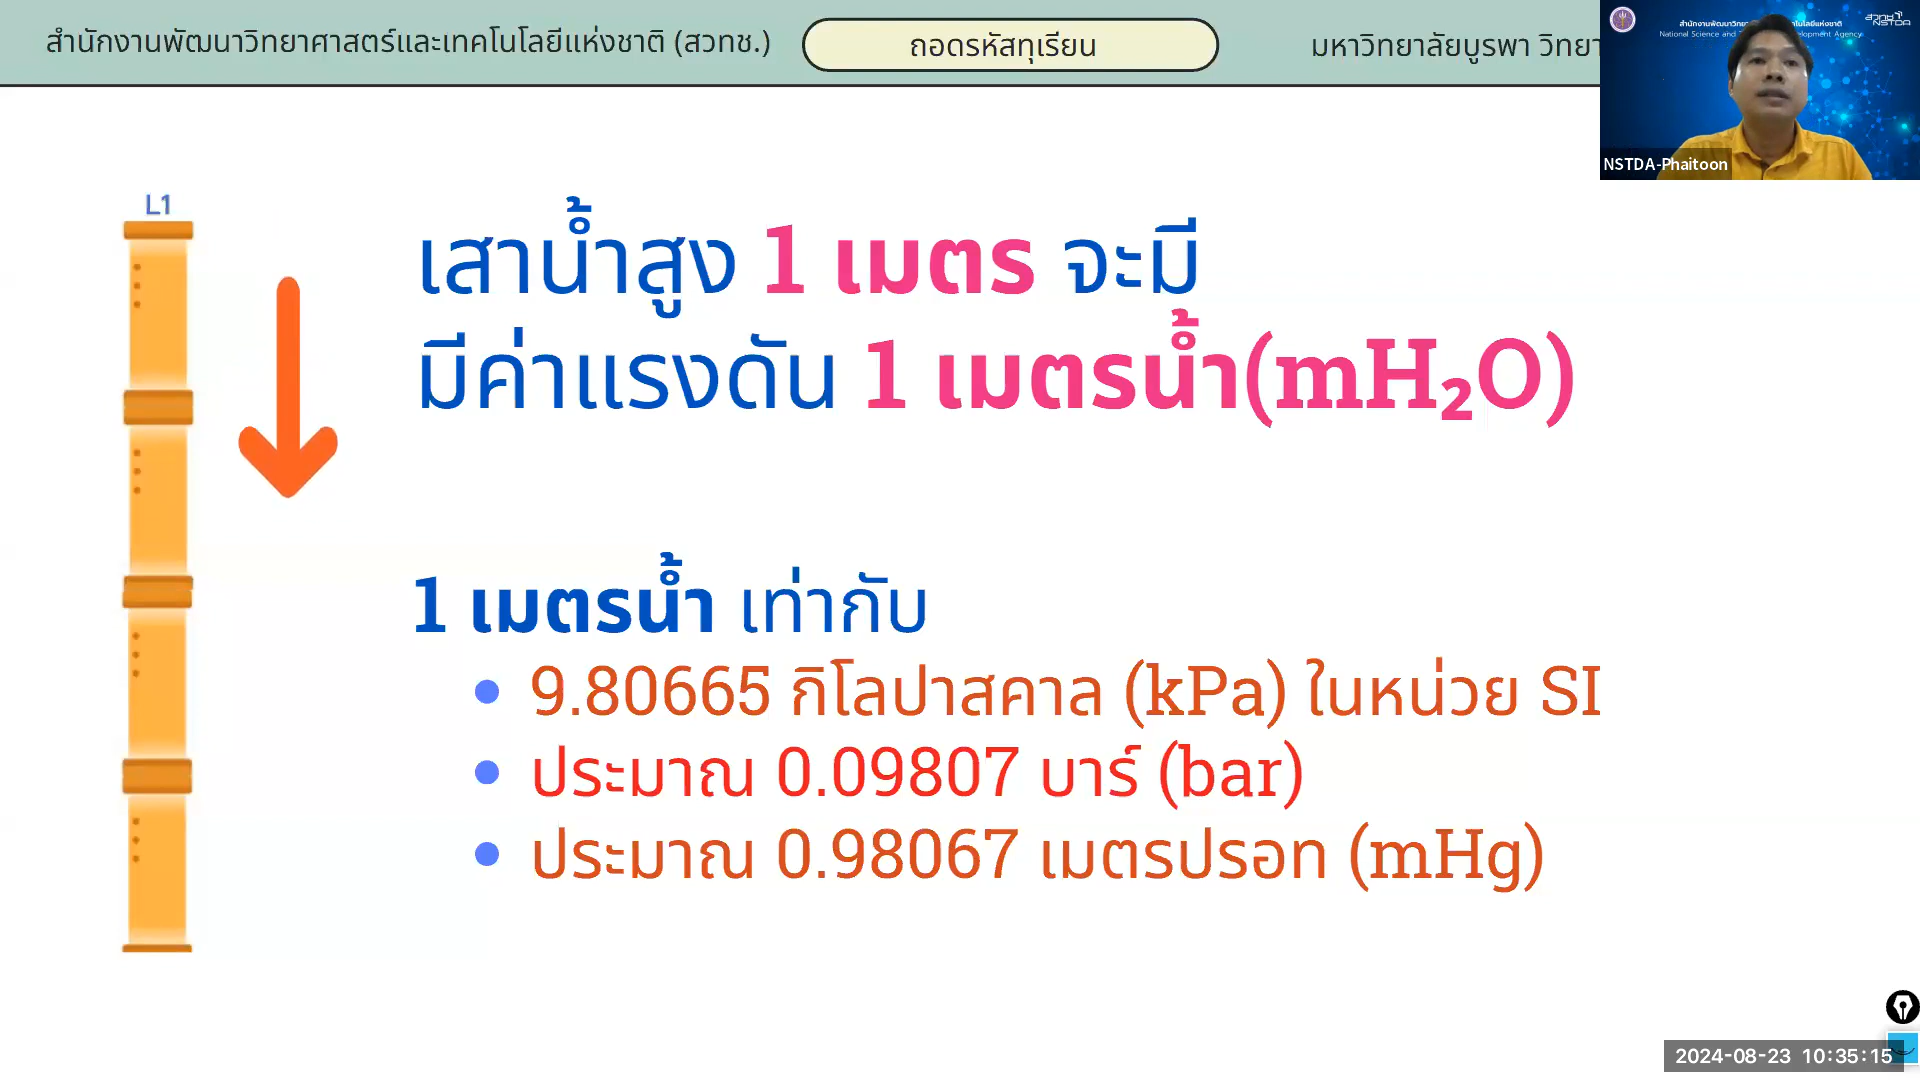 สำนักงานพัฒนาวิทยาศาสตร์และเทคโนโลยีแห่งชาติ (สวทช.)
ถอดรหัสทุเรียน
มหาวิทยาลัยบูรพา วิทยา
NSTDA-Phaitoon
L1
เสาน้ำสูง 1 เมตร จะมี
มีค่าแรงดัน 1 เมตรน้ำ(mH₂O)
1 เมตรน้ำ เท่ากับ
• 9.80665 กิโลปาสคาล (kPa) ในหน่วย SI
• ประมาณ 0.09807 บาร์ (bar)
• ประมาณ 0.98067 เมตรปรอท (mHg)
2024-08-23 10:35:15